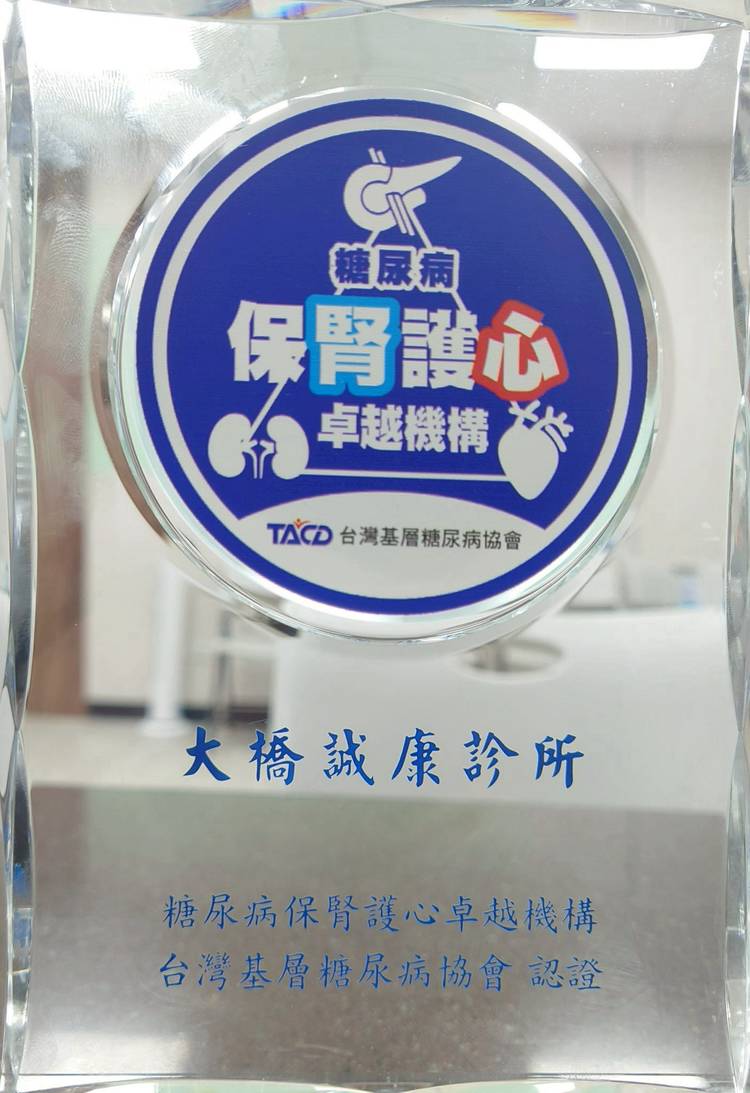 糖尿病
保腎護心
卓越機構
TACD 台灣基層糖尿病協會
大橋誠康診所
糖尿病保腎護心卓越機構
台灣基層糖尿病協會 認證